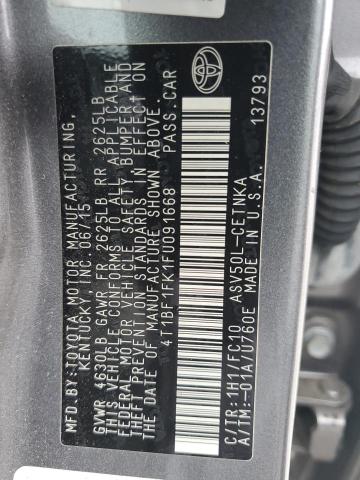 MFD.BY:TOYOTA MOTOR MANUFACTURING,
KENTUCKY, INC. 06/15
GVWR 4630LB GAWR FR 2625LB RR 2625LB
THIS VEHICLE CONFORMS TO ALL APPLICABLE
FEDERAL MOTOR VEHICLE SAFETY, BUMPER, AND
THEFT PREVENTION STANDARDS IN EFFECT ON
THE DATE OF MANUFACTURE SHOWN ABOVE.
4T1BF1FK1FU091668 PASS.CAR
C/TR:1H1/FC10 ASV50L-CETNKA
A/TM:-01A/U760E MADE IN U.S.A. 13793